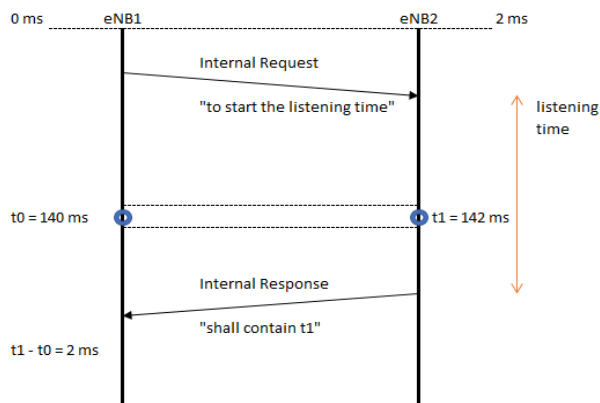 0 ms eNB1 eNB2 2 ms
Internal Request
"to start the listening time"
listening
time
t0 = 140 ms t1 = 142 ms
Internal Response
"shall contain t1"
t1 - t0 = 2 ms